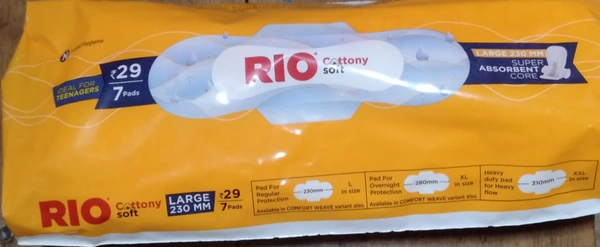 Hygiene
IDEAL FOR
TEENAGERS
₹29
7 Pads
RIO
Cottony
soft
LARGE 230 MM
SUPER
ABSORBENT
CORE
RIO
Cottony
soft
LARGE
230 MM
₹29
7 Pads
Pad For
Regular
Protection
230mm
L
in size
Available in COMFORT WEAVE variant also.
Pad For
Overnight
Protection
280mm
XL
in size
Available in COMFORT WEAVE variant also.
Heavy
duty pad
for Heavy
flow
310mm
XXL
in size